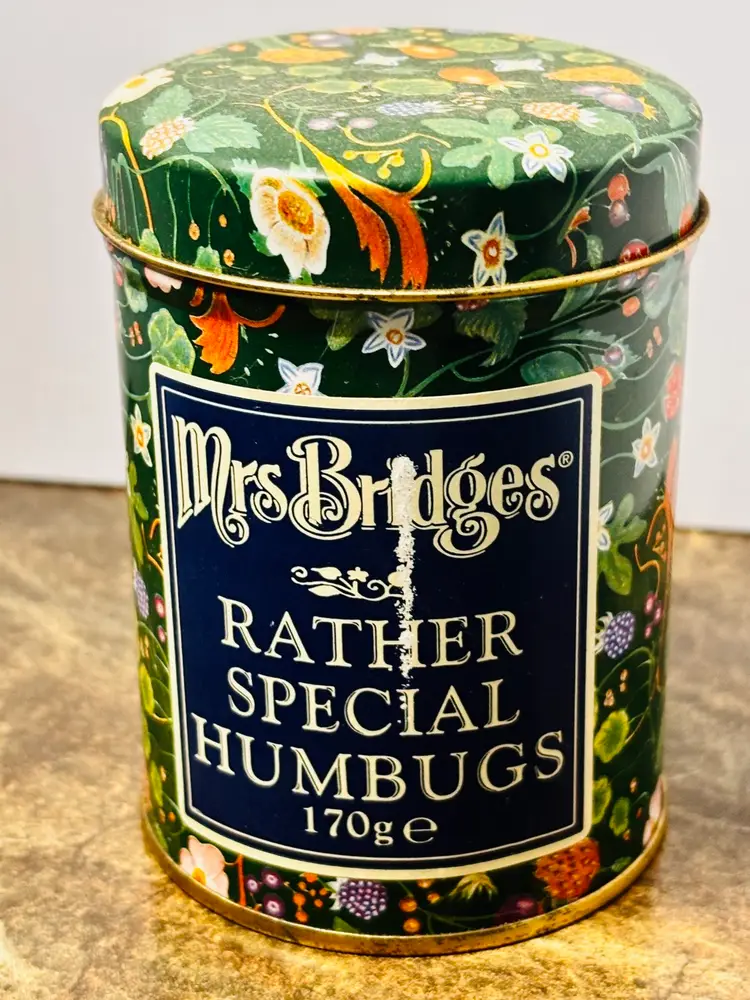 Mrs Bridges®
RATHER
SPECIAL
HUMBUGS
170g ℮